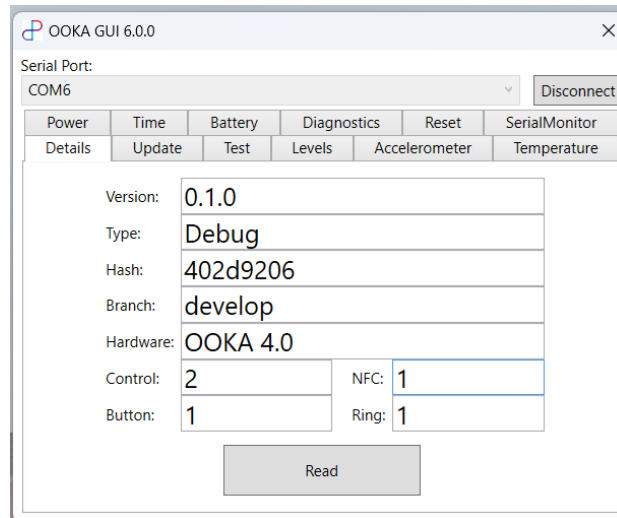 OOKA GUI 6.0.0
Serial Port:
COM6 Disconnect
Power Time Battery Diagnostics Reset SerialMonitor
Details Update Test Levels Accelerometer Temperature
Version: 0.1.0
Type: Debug
Hash: 402d9206
Branch: develop
Hardware: OOKA 4.0
Control: 2 NFC: 1
Button: 1 Ring: 1
Read